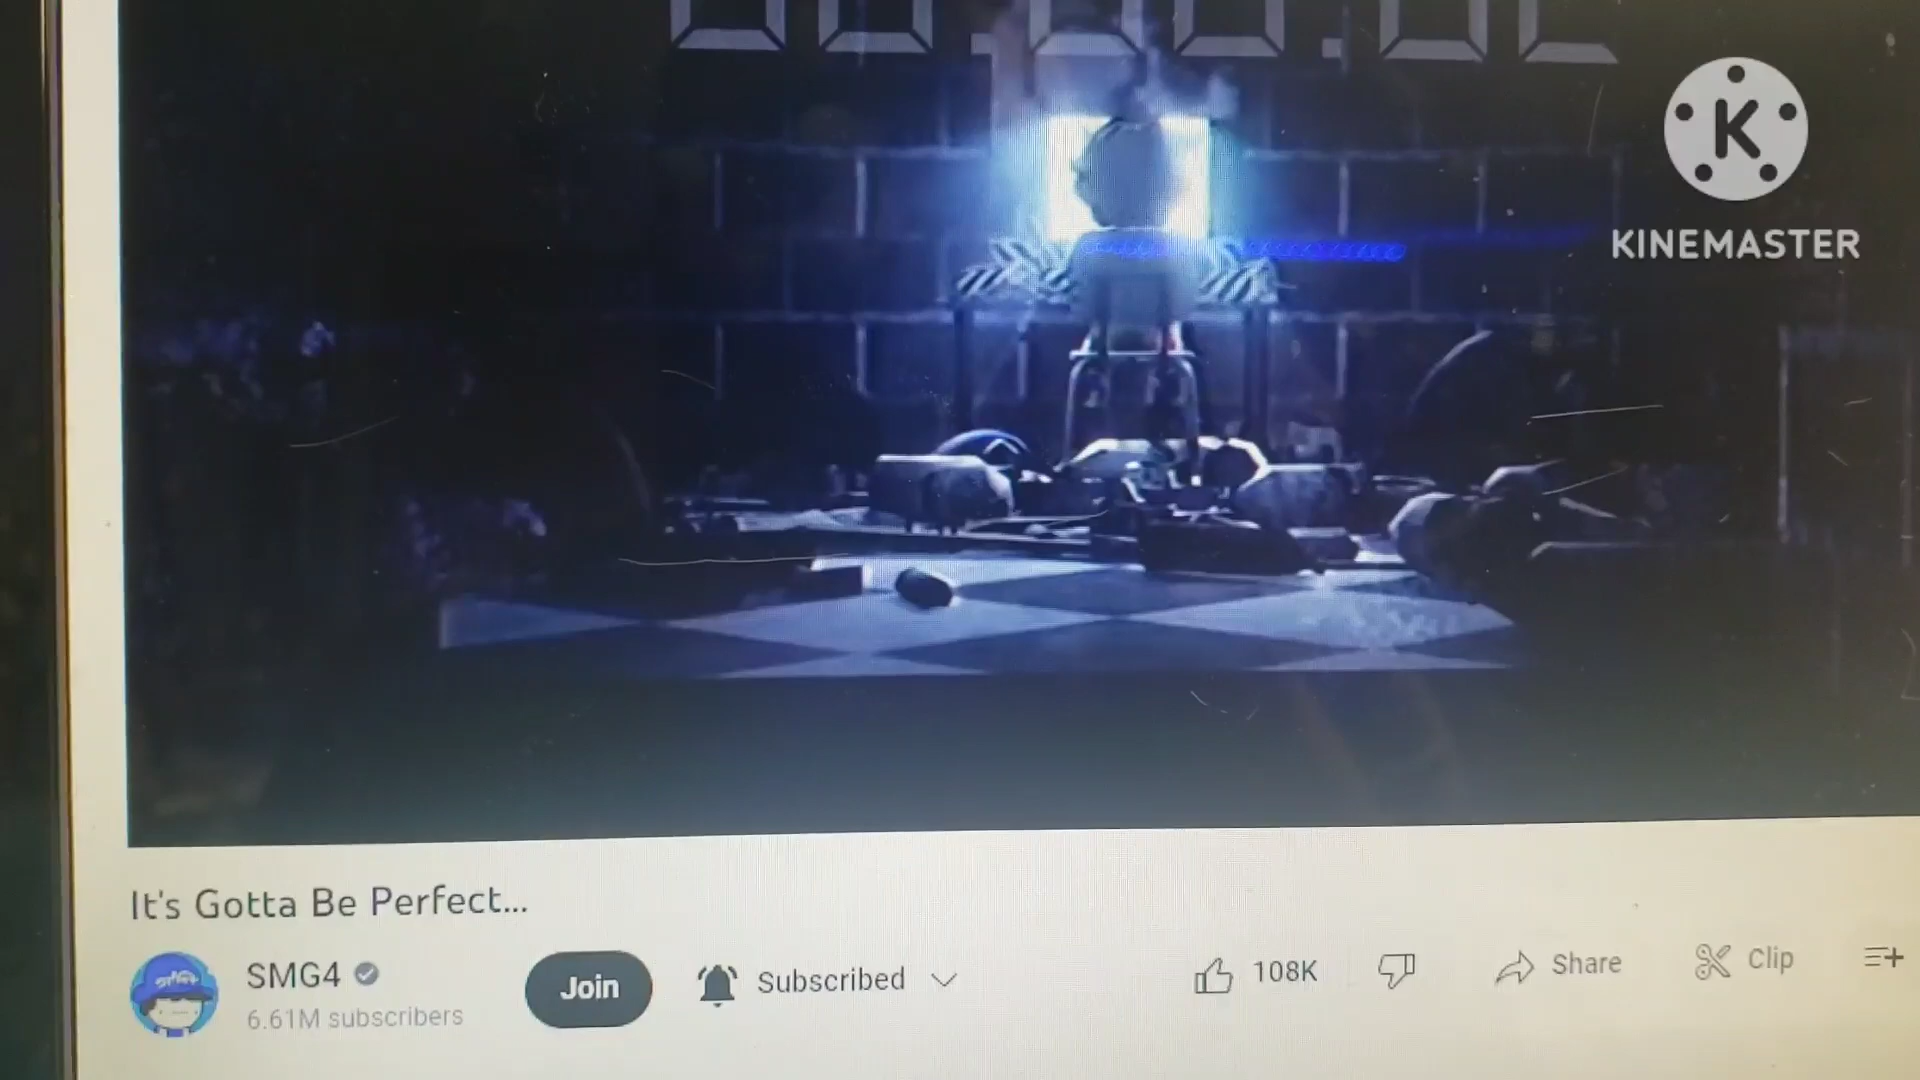 K
KINEMASTER
It's Gotta Be Perfect...
SMG4
6.61M subscribers
Join
Subscribed
108K
Share
Clip